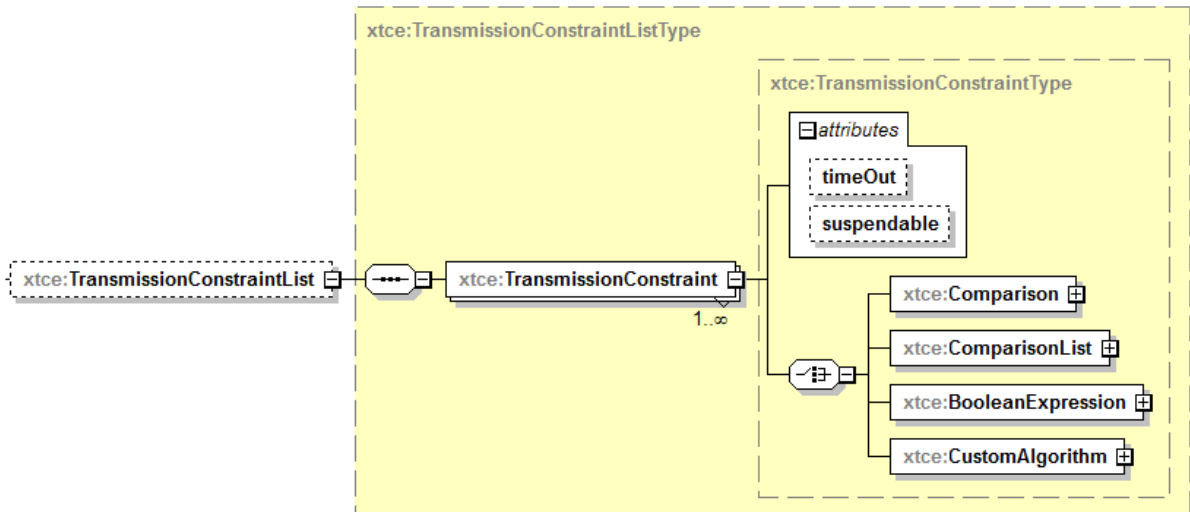 xtce:TransmissionConstraintListType
xtce:TransmissionConstraintType
attributes
timeOut
suspendable
xtce:TransmissionConstraintList
xtce:TransmissionConstraint
1..∞
xtce:Comparison
xtce:ComparisonList
xtce:BooleanExpression
xtce:CustomAlgorithm